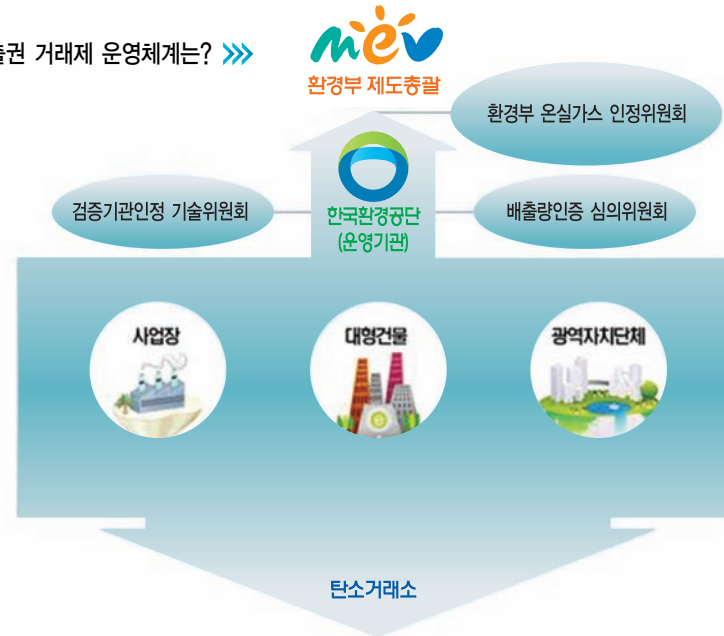 권 거래제 운영체계는? >>>
mev
환경부 제도총괄
환경부 온실가스 인정위원회
검증기관인정 기술위원회
한국환경공단
(운영기관)
배출량인증 심의위원회
사업장
대형건물
광역자치단체
e
탄소거래소